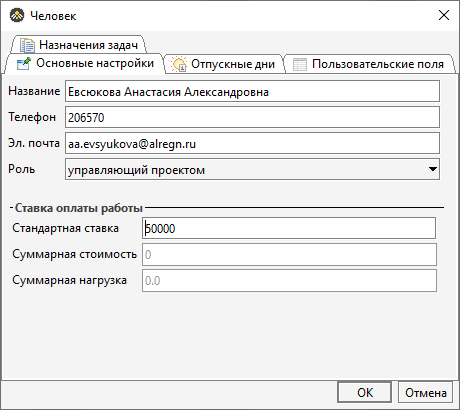 Человек
Назначения задач
Основные настройки Отпускные дни Пользовательские поля
Название Евсюкова Анастасия Александровна
Телефон 206570
Эл. почта aa.evsyukova@alregn.ru
Роль управляющий проектом
Ставка оплаты работы
Стандартная ставка 50000
Суммарная стоимость 0
Суммарная нагрузка 0.0
OK Отмена